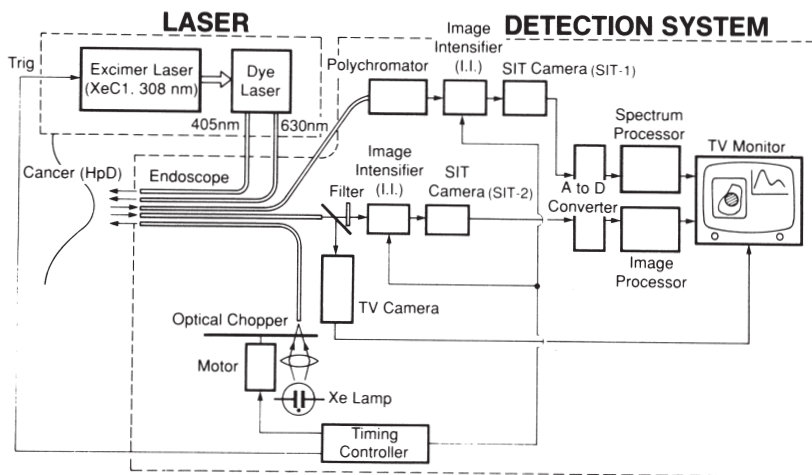 LASER
DETECTION SYSTEM
Trig
Excimer Laser
(XeC1. 308 nm)
Dye
Laser
405nm
630nm
Polychromator
Image
Intensifier
(I.I.)
SIT Camera (SIT-1)
Spectrum
Processor
TV Monitor
Cancer (HpD)
Endoscope
Filter
Image
Intensifier
(I.I.)
SIT
Camera (SIT-2)
A to D
Converter
Image
Processor
TV Camera
Optical Chopper
Motor
Xe Lamp
Timing
Controller